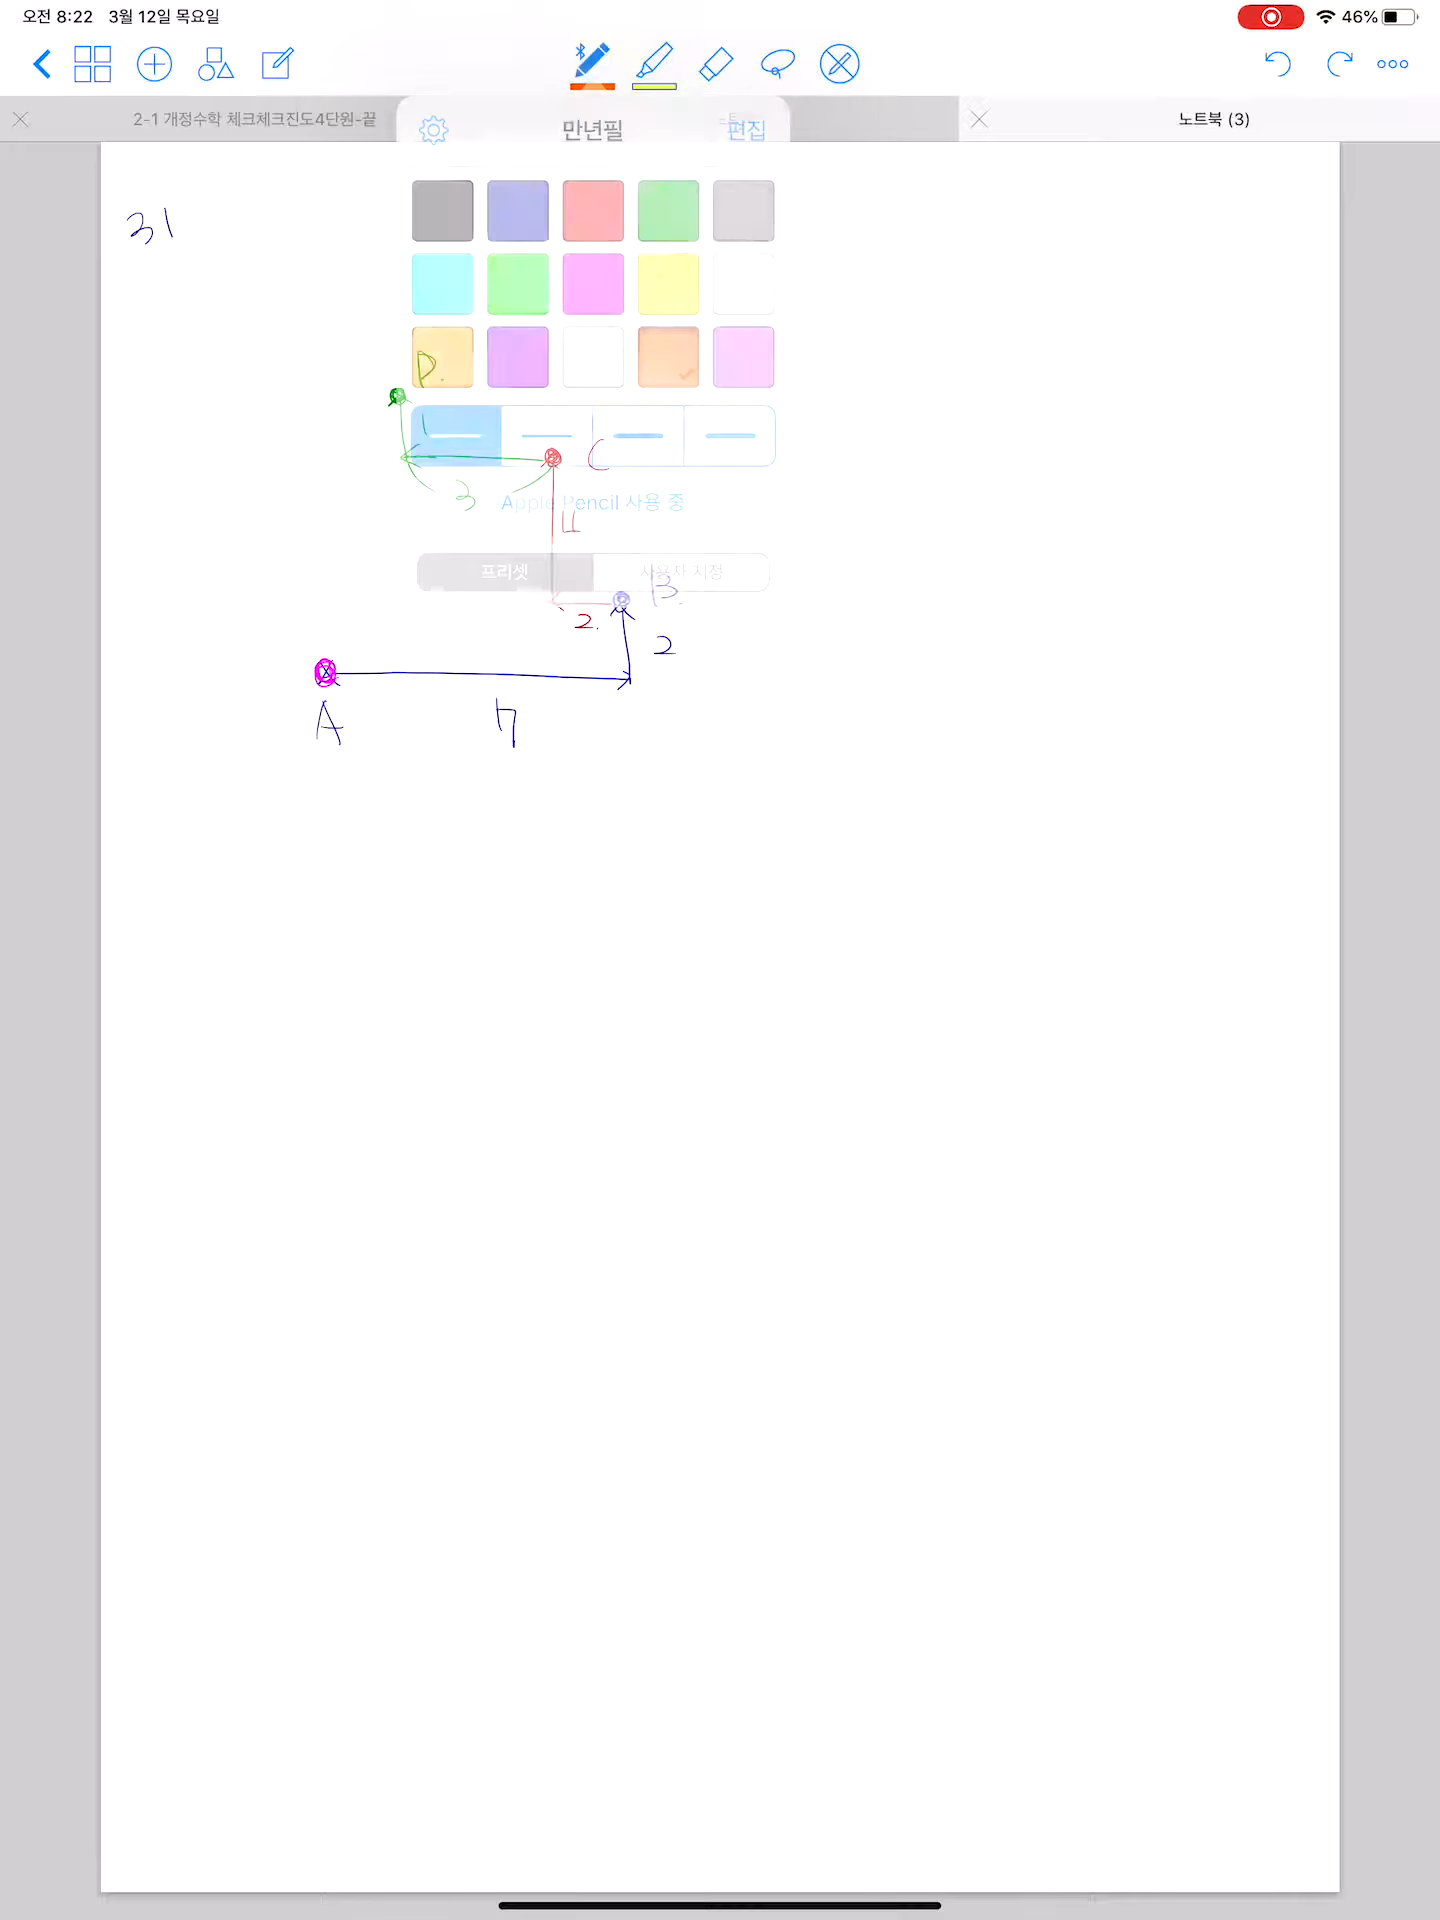 오전 8:22 3월 12일 목요일
46%
2-1 개정수학 체크체크진도4단원-끝
노트북 (3)
만년필
편집
31
P.
1
C
3
Apple Pencil 사용 중
4
프리셋
사용자 지정
B.
2.
2
A
7